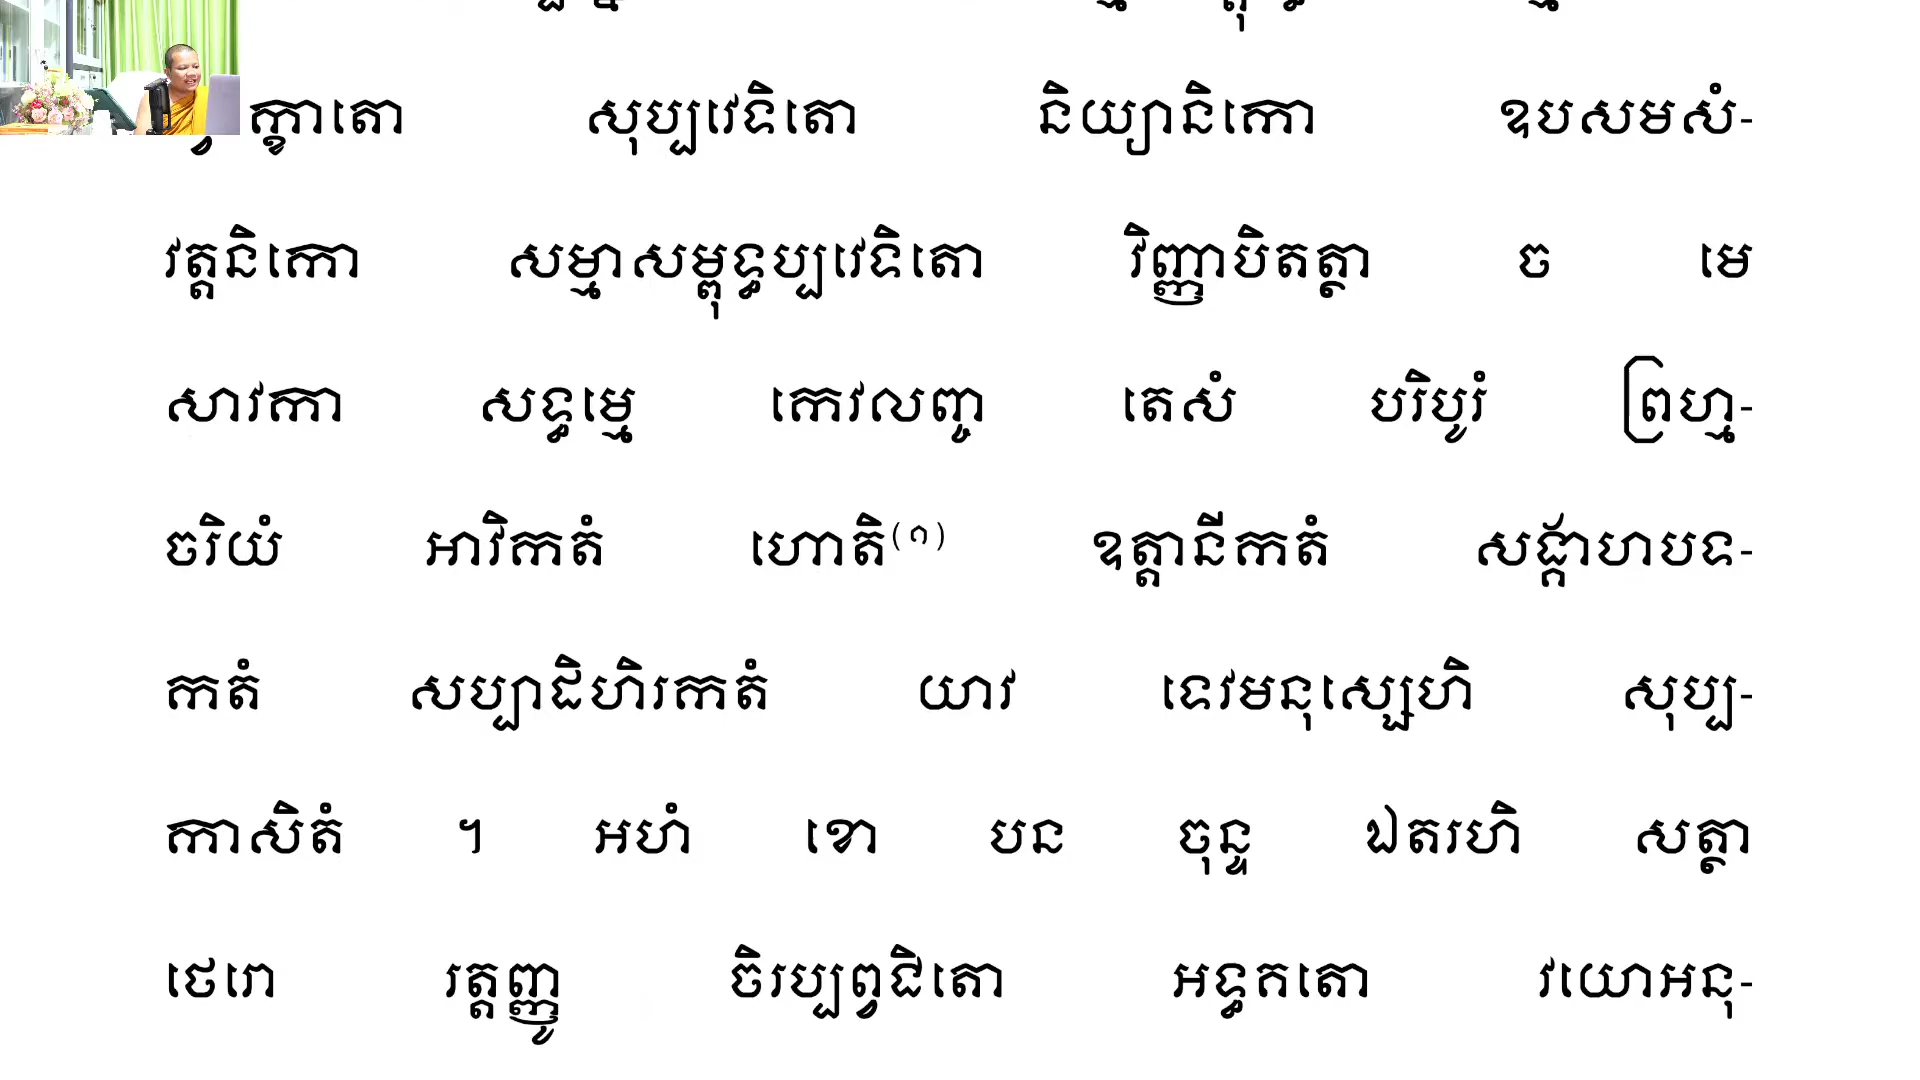 ក្ខាតោ សុប្បវេទិតោ និយ្យានិកោ ឧបសមសំ-
វត្តនិកោ សម្មាសម្ពុទ្ធប្បវេទិតោ វិញ្ញាបិតត្ថា ច មេ
សាវកា សទ្ធម្មេ កេវលញ្ច តេសំ បរិបូរំ ព្រហ្ម-
ចរិយំ អាវិកតំ ហោតិ(១) ឧត្តានីកតំ សង្គាហបទ-
កតំ សប្បាដិហិរកតំ យាវ ទេវមនុស្សេហិ សុប្ប-
កាសិតំ ។ អហំ ខោ បន ចុន្ទ ឯតរហិ សត្ថា
ថេរោ រត្តញ្ញូ ចិរប្បព្វជិតោ អទ្ធគតោ វយោអនុ-